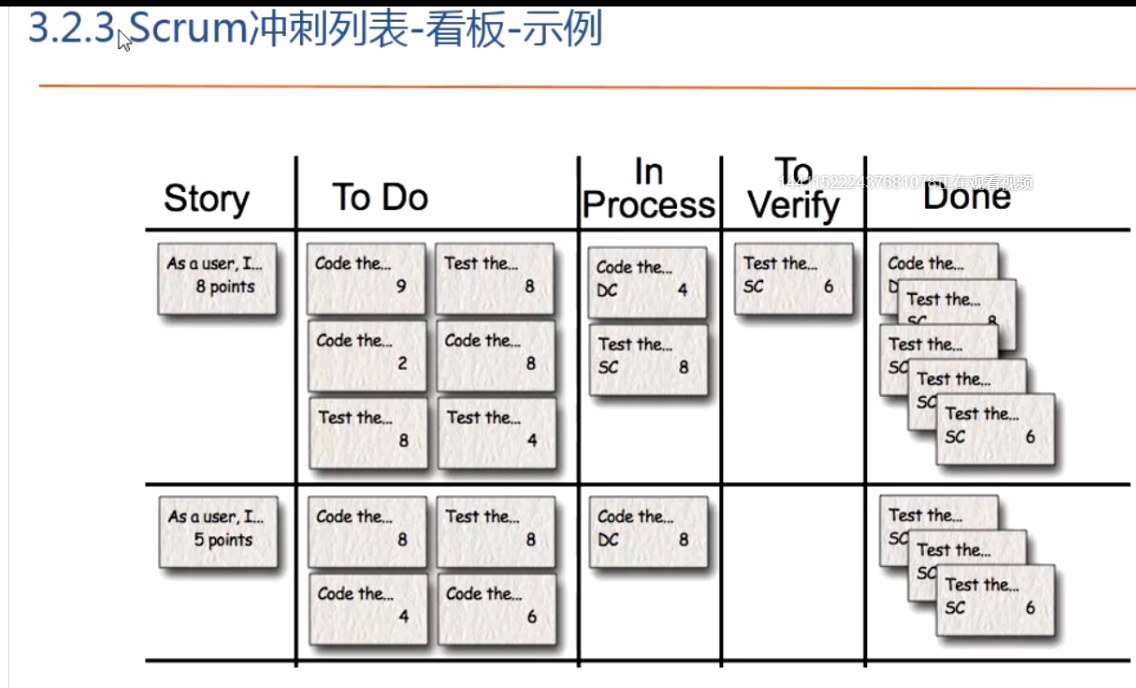 3.2.3 Scrum冲刺列表-看板-示例
Story
To Do
In
Process
To
Verify
Done
正在观看视频
As a user, I...
8 points
Code the...
9
Test the...
8
Code the...
2
Code the...
8
Test the...
8
Test the...
4
Code the...
DC 4
Test the...
SC 8
Test the...
SC 6
Code the...
Test the...
SC 8
Test the...
SC
Test the...
SC
Test the...
SC 6
As a user, I...
5 points
Code the...
8
Test the...
8
Code the...
4
Code the...
6
Code the...
DC 8
Test the...
SC
Test the...
SC
Test the...
SC 6